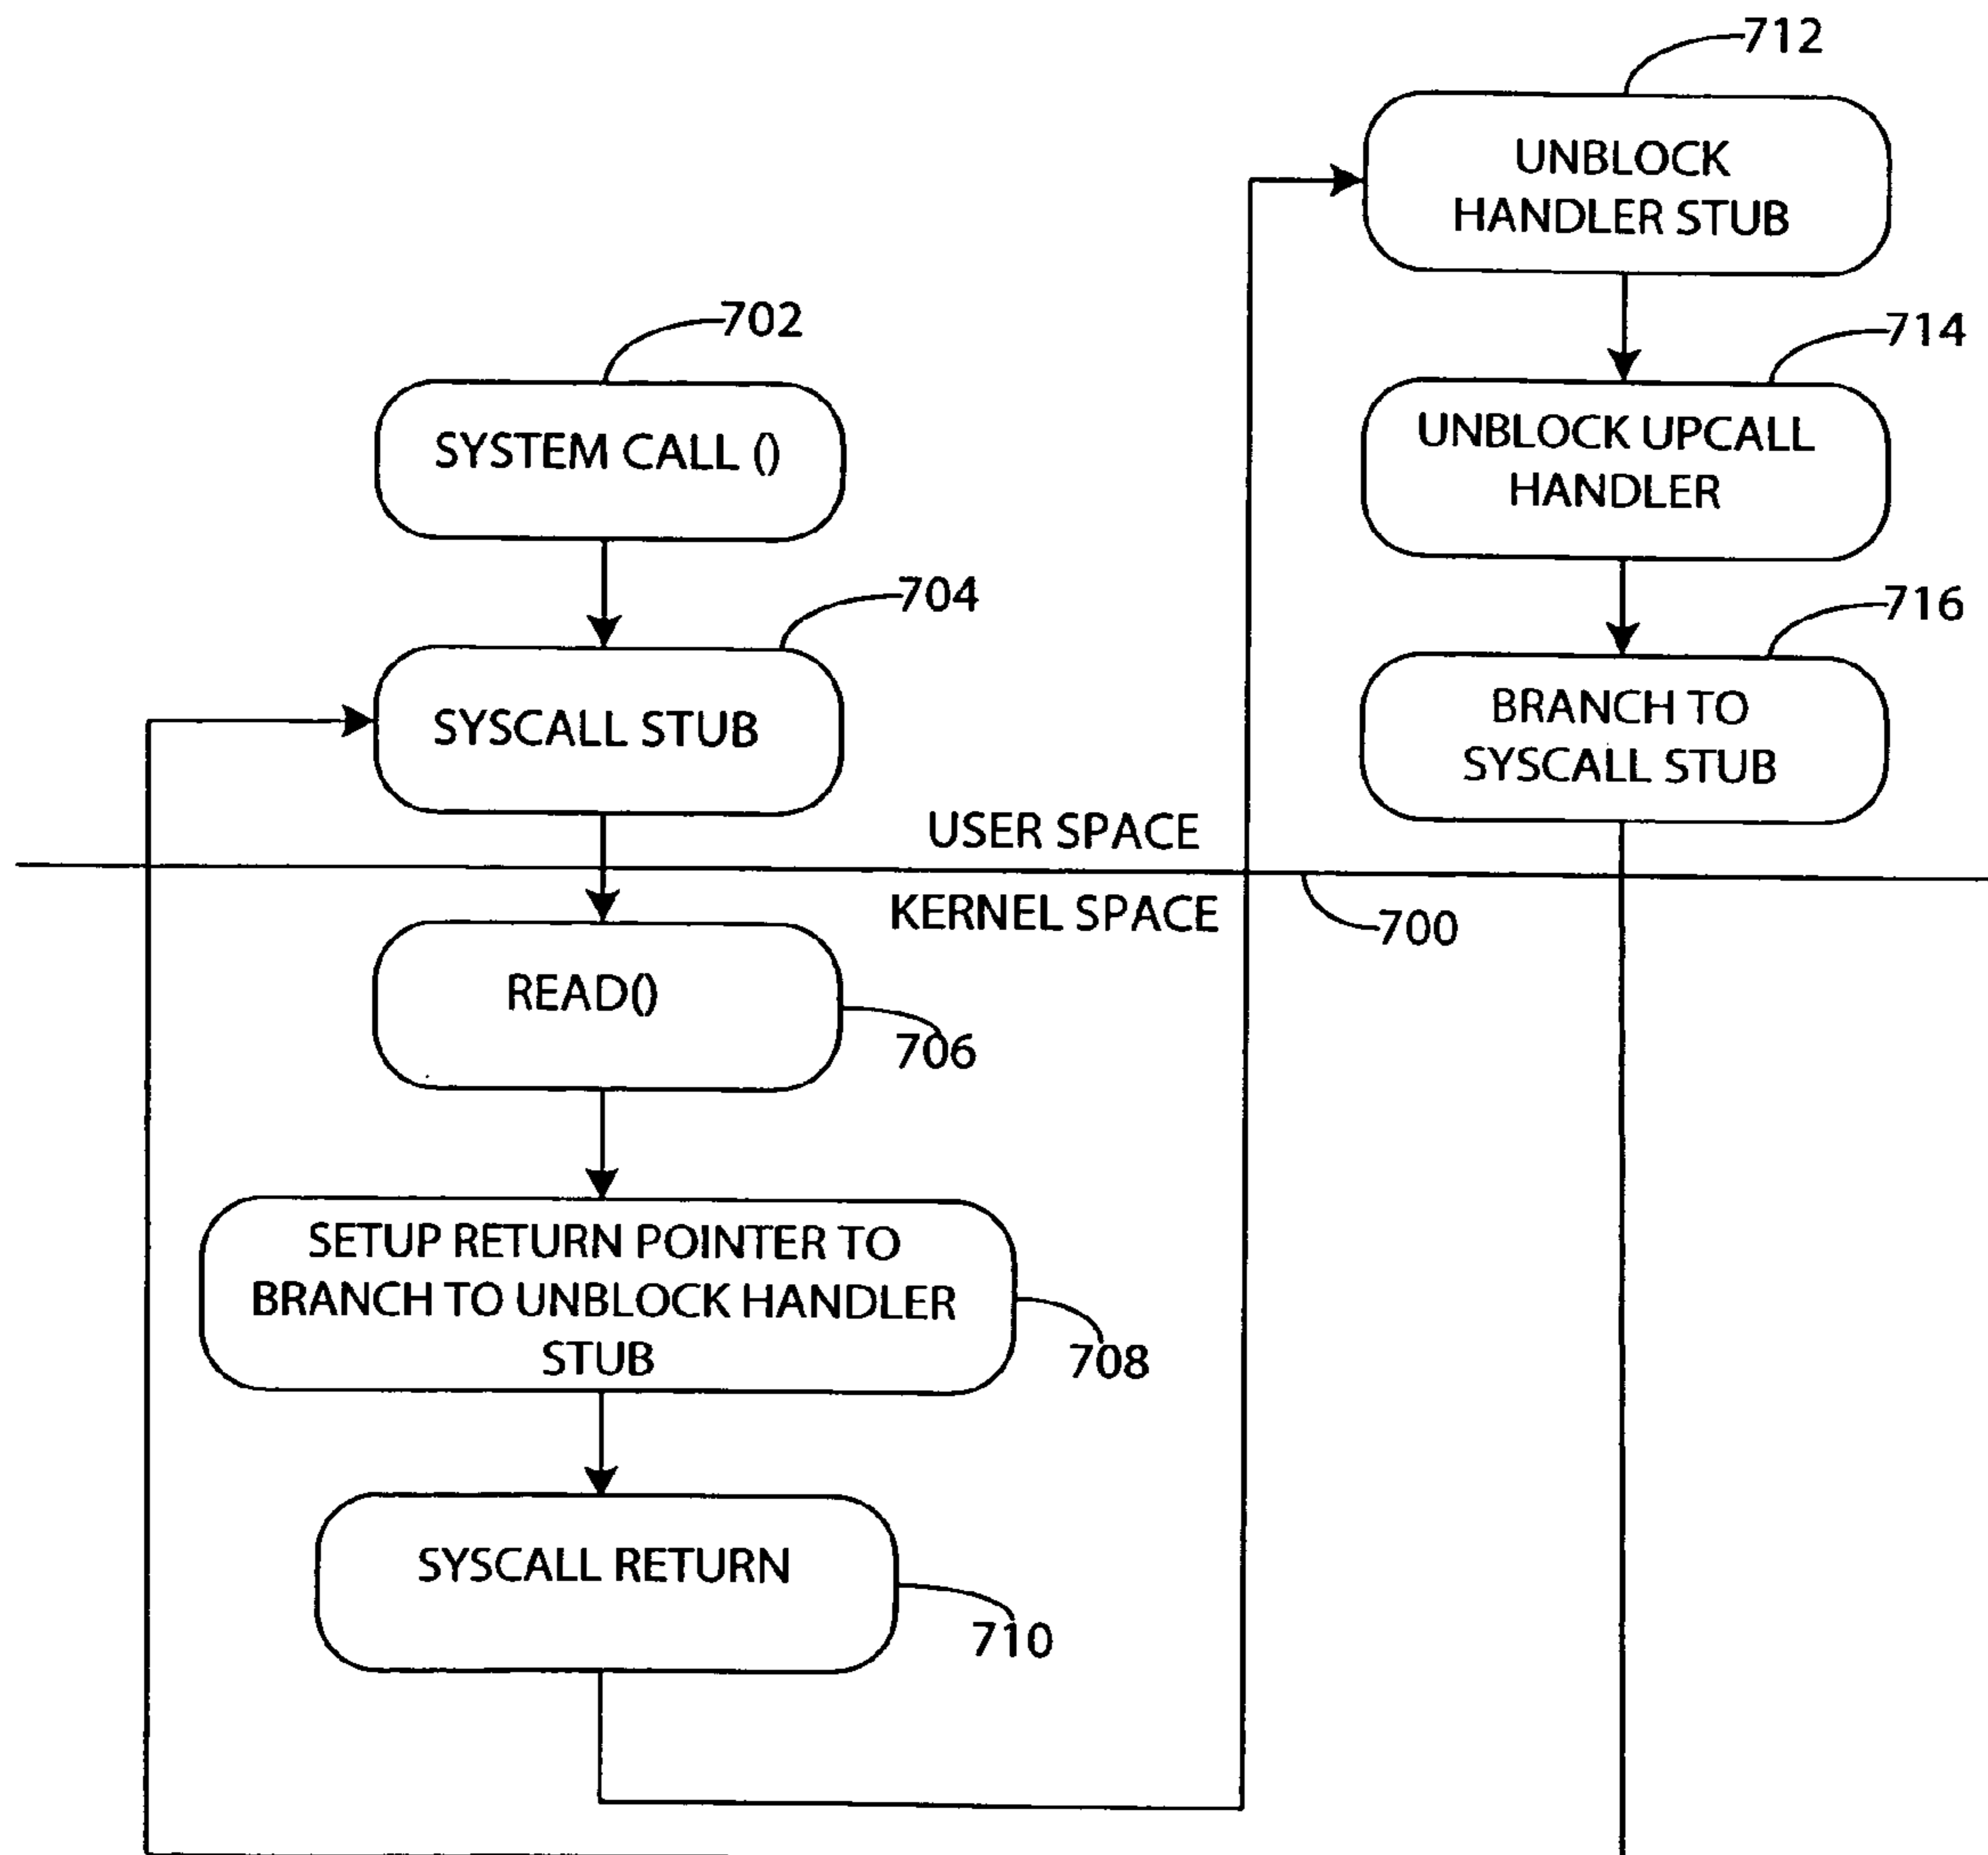 712
UNBLOCK
HANDLER STUB
702
714
SYSTEM CALL ()
UNBLOCK UPCALL
HANDLER
704
716
SYSCALL STUB
BRANCH TO
SYSCALL STUB
USER SPACE
KERNEL SPACE
700
READ()
706
SETUP RETURN POINTER TO
BRANCH TO UNBLOCK HANDLER
STUB
708
SYSCALL RETURN
710